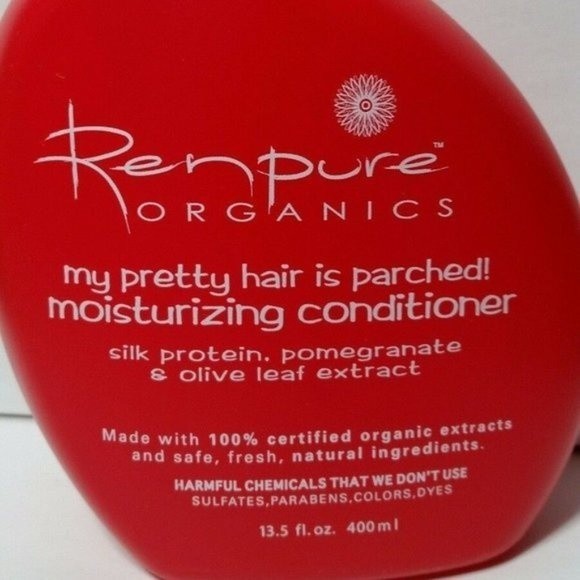 Renpure™
ORGANICS
my pretty hair is parched!
moisturizing conditioner
silk protein, pomegranate
& olive leaf extract
Made with 100% certified organic extracts
and safe, fresh, natural ingredients.
HARMFUL CHEMICALS THAT WE DON'T USE
SULFATES,PARABENS,COLORS,DYES
13.5 fl.oz. 400ml